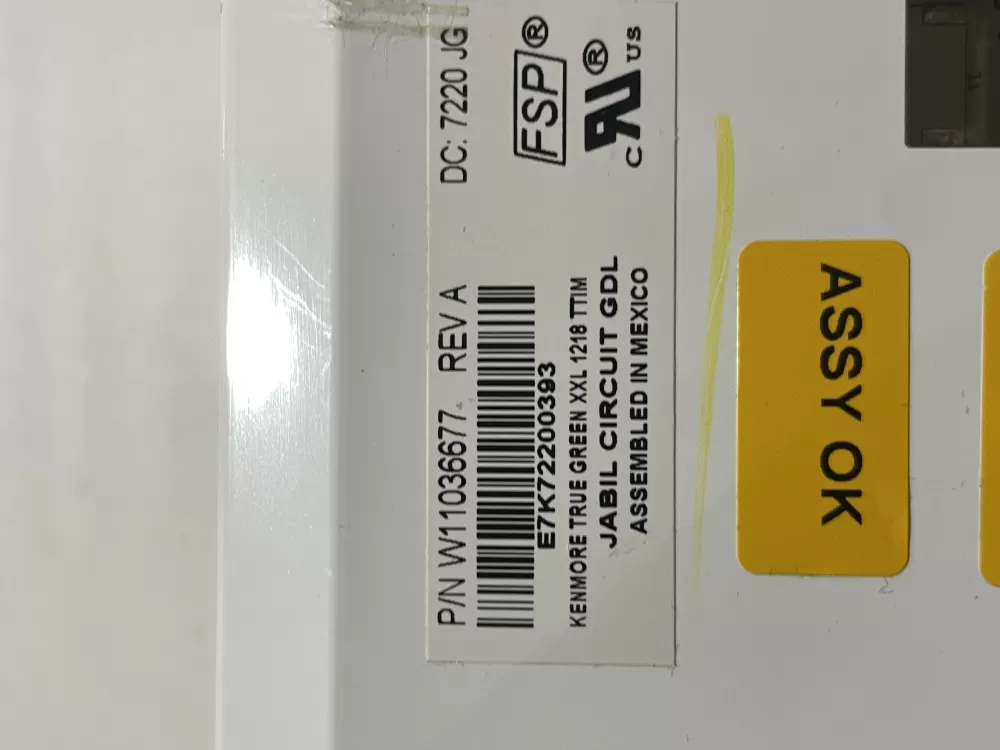 P/N W11036677 REV A DC: 7220 JG
E7K72200393
KENMORE TRUE GREEN XXL 1218 TTIM
JABIL CIRCUIT GDL
ASSEMBLED IN MEXICO
FSP®
c RU® US
ASSY OK